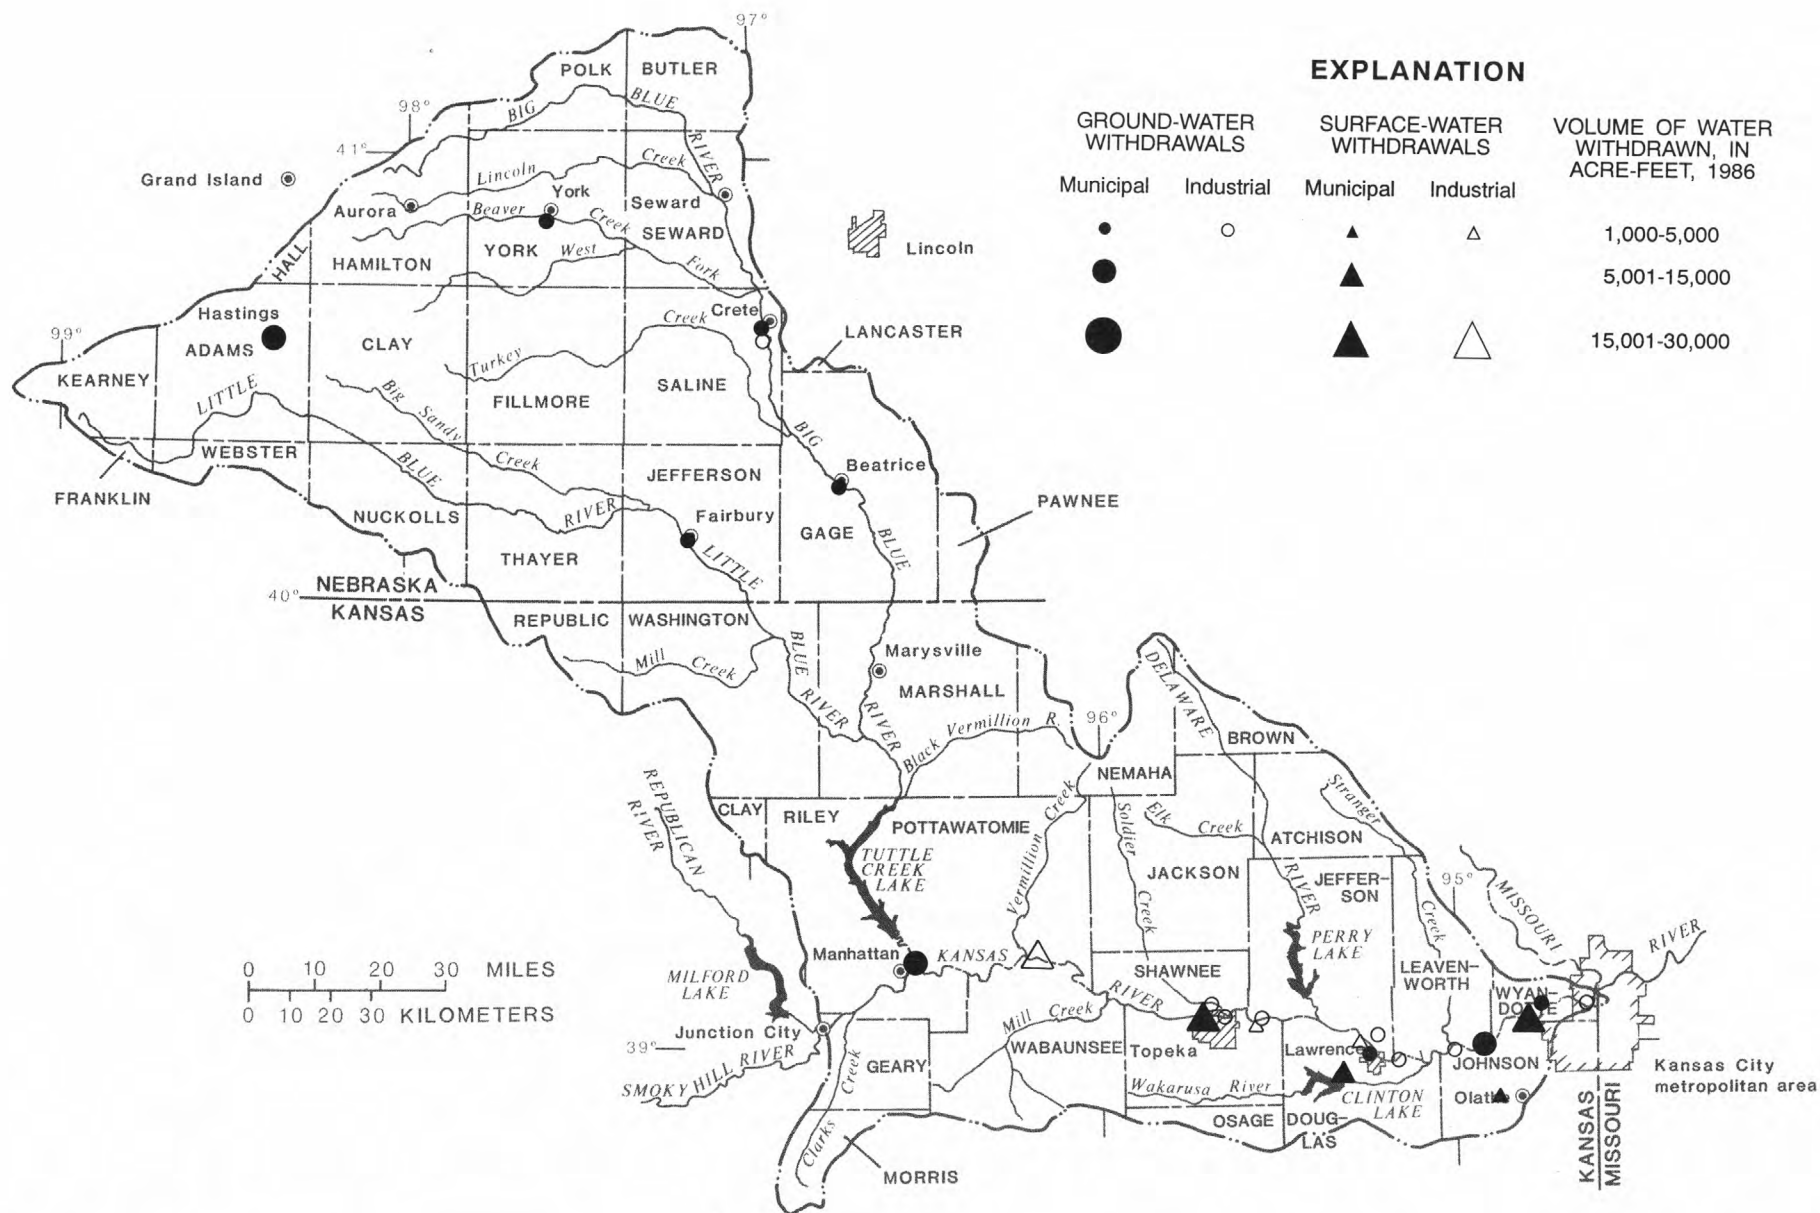 97°
EXPLANATION
POLK
BUTLER
98°
BIG
BLUE
RIVER
GROUND-WATER
WITHDRAWALS
SURFACE-WATER
WITHDRAWALS
VOLUME OF WATER
WITHDRAWN, IN
ACRE-FEET, 1986
Municipal
Industrial
Municipal
Industrial
1,000-5,000
5,001-15,000
15,001-30,000
41°
Grand Island
Lincoln
Creek
York
Aurora
Beaver
Creek
Seward
SEWARD
Lincoln
HALL
HAMILTON
YORK
West
Fork
Hastings
ADAMS
CLAY
Crete
Creek
LANCASTER
99°
KEARNEY
LITTLE
Turkey
SALINE
FILLMORE
Big
Sandy
Creek
BIG
WEBSTER
BLUE
Beatrice
JEFFERSON
FRANKLIN
PAWNEE
NUCKOLLS
RIVER
Fairbury
GAGE
BLUE
THAYER
LITTLE
NEBRASKA
40°
KANSAS
REPUBLIC
WASHINGTON
Mill
Creek
BLUE
RIVER
Marysville
MARSHALL
RIVER
Black
Vermillion R.
96°
DELAWARE
BROWN
NEMAHA
REPUBLICAN
RIVER
CLAY
RILEY
POTTAWATOMIE
Vermillion
Creek
Soldier
Creek
Elk
Creek
ATCHISON
Stranger
Creek
TUTTLE
CREEK
LAKE
JACKSON
RIVER
JEFFER-
SON
95°
MISSOURI
RIVER
Manhattan
KANSAS
PERRY
LAKE
0 10 20 30 MILES
0 10 20 30 KILOMETERS
MILFORD
LAKE
SHAWNEE
RIVER
LEAVEN-
WORTH
WYAN-
DOTTE
Junction City
Mill
Creek
39°
SMOKY HILL RIVER
Creek
GEARY
WABAUNSEE
Topeka
Lawrence
JOHNSON
Kansas City
metropolitan area
Wakarusa
River
CLINTON
LAKE
Olathe
OSAGE
DOUG-
LAS
Clarks
MORRIS
KANSAS
MISSOURI